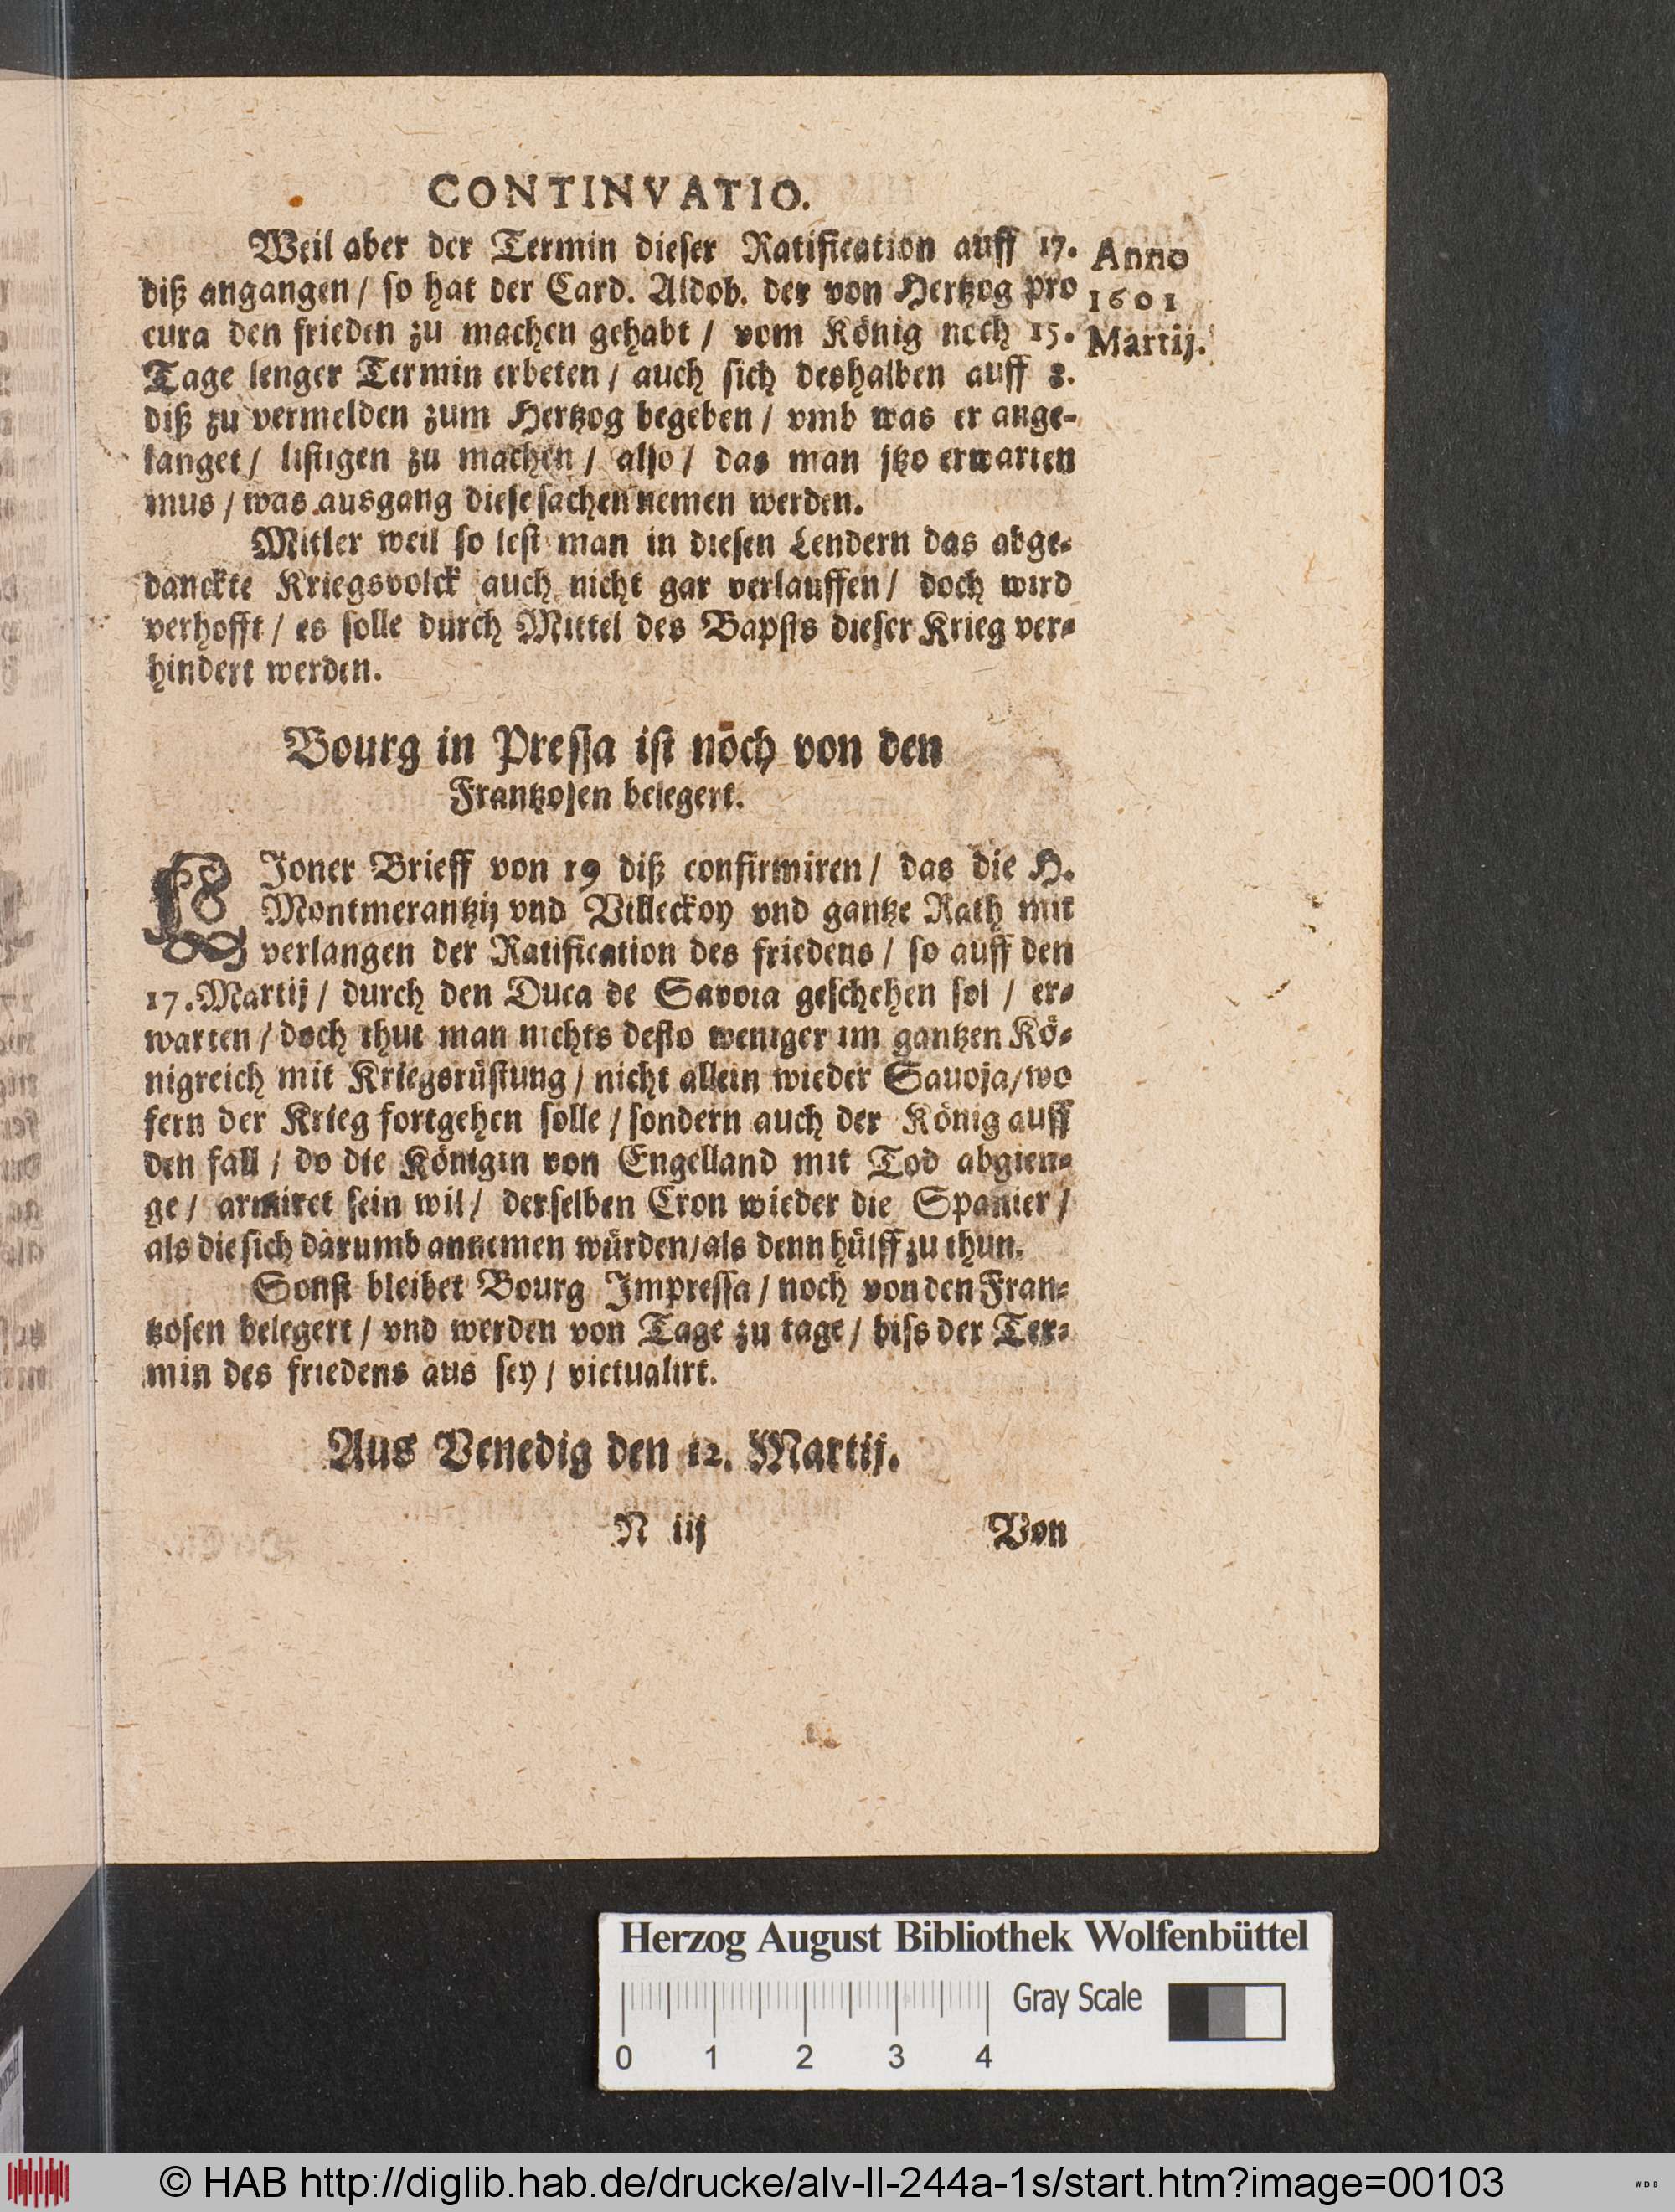 CONTINVATIO.
Weil aber der Termin dieser Ratification auff 17.
diß angangen / so hat der Card. Aldob. der von Hertzog pro
cura den frieden zu machen gehabt / vom König noch 15.
Tage lenger Termin erbeten / auch sich deshalben auff 8.
diß zu vermelden zum Hertzog begeben / vmb was er ange-
fanget / listigen zu machen / also / das man jtzo erwarten
mus / was ausgang diese sachen nemen werden.
Anno
1601
Martij.
Mitler weil so lest man in diesen Lendern das abge-
danckte Kriegsvolck auch nicht gar verlauffen / doch wird
verhofft / es solle durch Mittel des Bapsts dieser Krieg ver-
hindert werden.
Bourg in Pressa ist noch von den
Frantzosen belegert.
LJoner Brieff von 19 diß confirmiren / das die H.
Montmerantzij vnd Villeckoy vnd gantze Rath mit
verlangen der Ratification des friedens / so auff den
17. Martij / durch den Duca de Savoia geschehen sol / er-
warten / doch thut man nichts desto weniger im gantzen Kö-
nigreich mit Kriegsrüstung / nicht allein wieder Sauoja / wo
fern der Krieg fortgehen solle / sondern auch der König auff
den fall / do die Königin von Engelland mit Tod abgien-
ge / armiret sein wil / derselben Cron wieder die Spanier /
als die sich darumb annemen würden / als denn hülff zu thun.
Sonst bleibet Bourg Impressa / noch von den Fran-
tzosen belegert / vnd werden von Tage zu tage / biss der Ter-
min des friedens aus sey / victualirt.
Aus Venedig den 12. Martij.
N iij
Von
Herzog August Bibliothek Wolfenbüttel
Gray Scale
0 1 2 3 4
© HAB http://diglib.hab.de/drucke/alv-ll-244a-1s/start.htm?image=00103
WDB